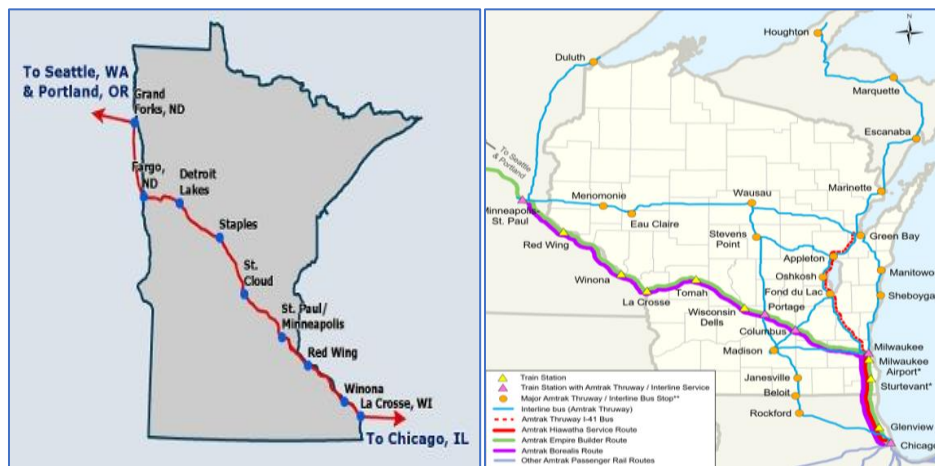 To Seattle, WA
& Portland, OR
Grand
Forks, ND
Fargo,
ND
Detroit
Lakes
Staples
St.
Cloud
St. Paul/
Minneapolis
Red Wing
Winona
La Crosse, WI
To Chicago, IL
N
Houghton
Duluth
Marquette
Escanaba
To Seattle
& Portland
Marinette
Menomonie
Wausau
Minneapolis
St. Paul
Eau Claire
Red Wing
Stevens
Point
Green Bay
Appleton
Winona
Oshkosh
Manitowo
La Crosse
Tomah
Fond du Lac
Sheboyga
Wisconsin
Dells
Portage
Columbus
Madison
Milwaukee
Milwaukee
Airport*
Janesville
Sturtevant*
Beloit
Rockford
Glenview
Chicago
Train Station
Train Station with Amtrak Thruway / Interline Service
Major Amtrak Thruway / Interline Bus Stop**
Interline bus (Amtrak Thruway)
Amtrak Thruway I-41 Bus
Amtrak Hiawatha Service Route
Amtrak Empire Builder Route
Amtrak Borealis Route
Other Amtrak Passenger Rail Routes